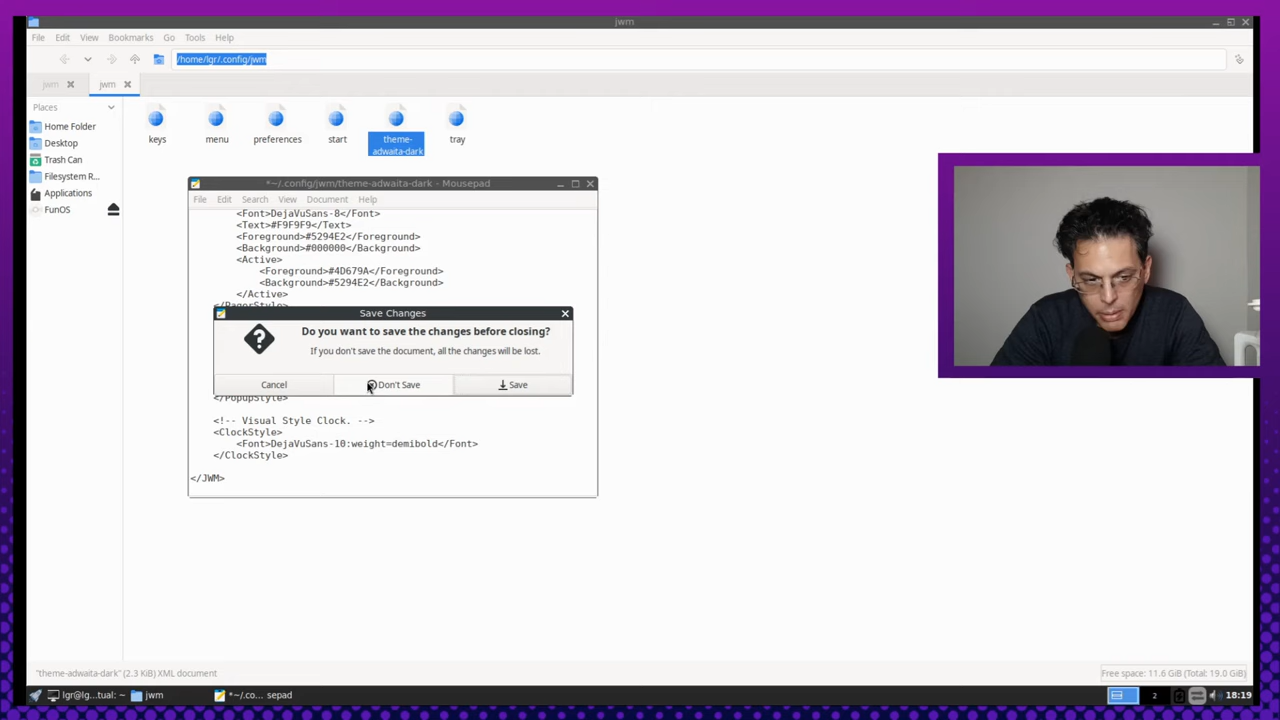 jwm
File Edit View Bookmarks Go Tools Help
/home/lgr/.config/jwm
jwm jwm
Places
Home Folder
Desktop
Trash Can
Filesystem R...
Applications
FunOS
keys menu preferences start theme-adwaita-dark tray
*~/.config/jwm/theme-adwaita-dark - Mousepad
File Edit Search View Document Help
<Font>DejaVuSans-8</Font>
<Text>#F9F9F9</Text>
<Foreground>#5294E2</Foreground>
<Background>#000000</Background>
<Active>
<Foreground>#4D679A</Foreground>
<Background>#5294E2</Background>
</Active>
</PagerStyle>
Save Changes
Do you want to save the changes before closing?
If you don't save the document, all the changes will be lost.
Cancel Don't Save Save
</PopupStyle>
<!-- Visual Style Clock. -->
<ClockStyle>
<Font>DejaVuSans-10:weight=demibold</Font>
</ClockStyle>
</JWM>
"theme-adwaita-dark" (2.3 KiB) XML document
Free space: 11.6 GiB (Total: 19.0 GiB)
lgr@lg...tual: ~ jwm *~/.co... sepad 2 18:19